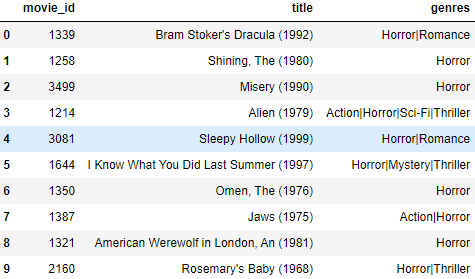 movie_id title genres
0 1339 Bram Stoker's Dracula (1992) Horror|Romance
1 1258 Shining, The (1980) Horror
2 3499 Misery (1990) Horror
3 1214 Alien (1979) Action|Horror|Sci-Fi|Thriller
4 3081 Sleepy Hollow (1999) Horror|Romance
5 1644 I Know What You Did Last Summer (1997) Horror|Mystery|Thriller
6 1350 Omen, The (1976) Horror
7 1387 Jaws (1975) Action|Horror
8 1321 American Werewolf in London, An (1981) Horror
9 2160 Rosemary's Baby (1968) Horror|Thriller